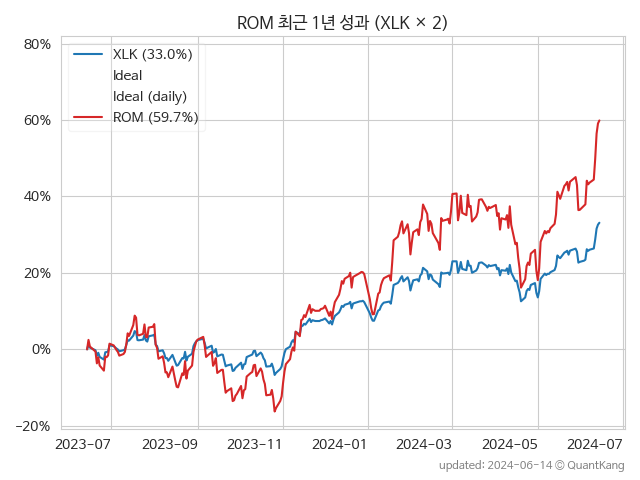 ROM 최근 1년 성과 (XLK × 2)
80%
60%
40%
20%
0%
−20%
XLK (33.0%)
Ideal
Ideal (daily)
ROM (59.7%)
2023-07 2023-09 2023-11 2024-01 2024-03 2024-05 2024-07
updated: 2024-06-14 © QuantKang